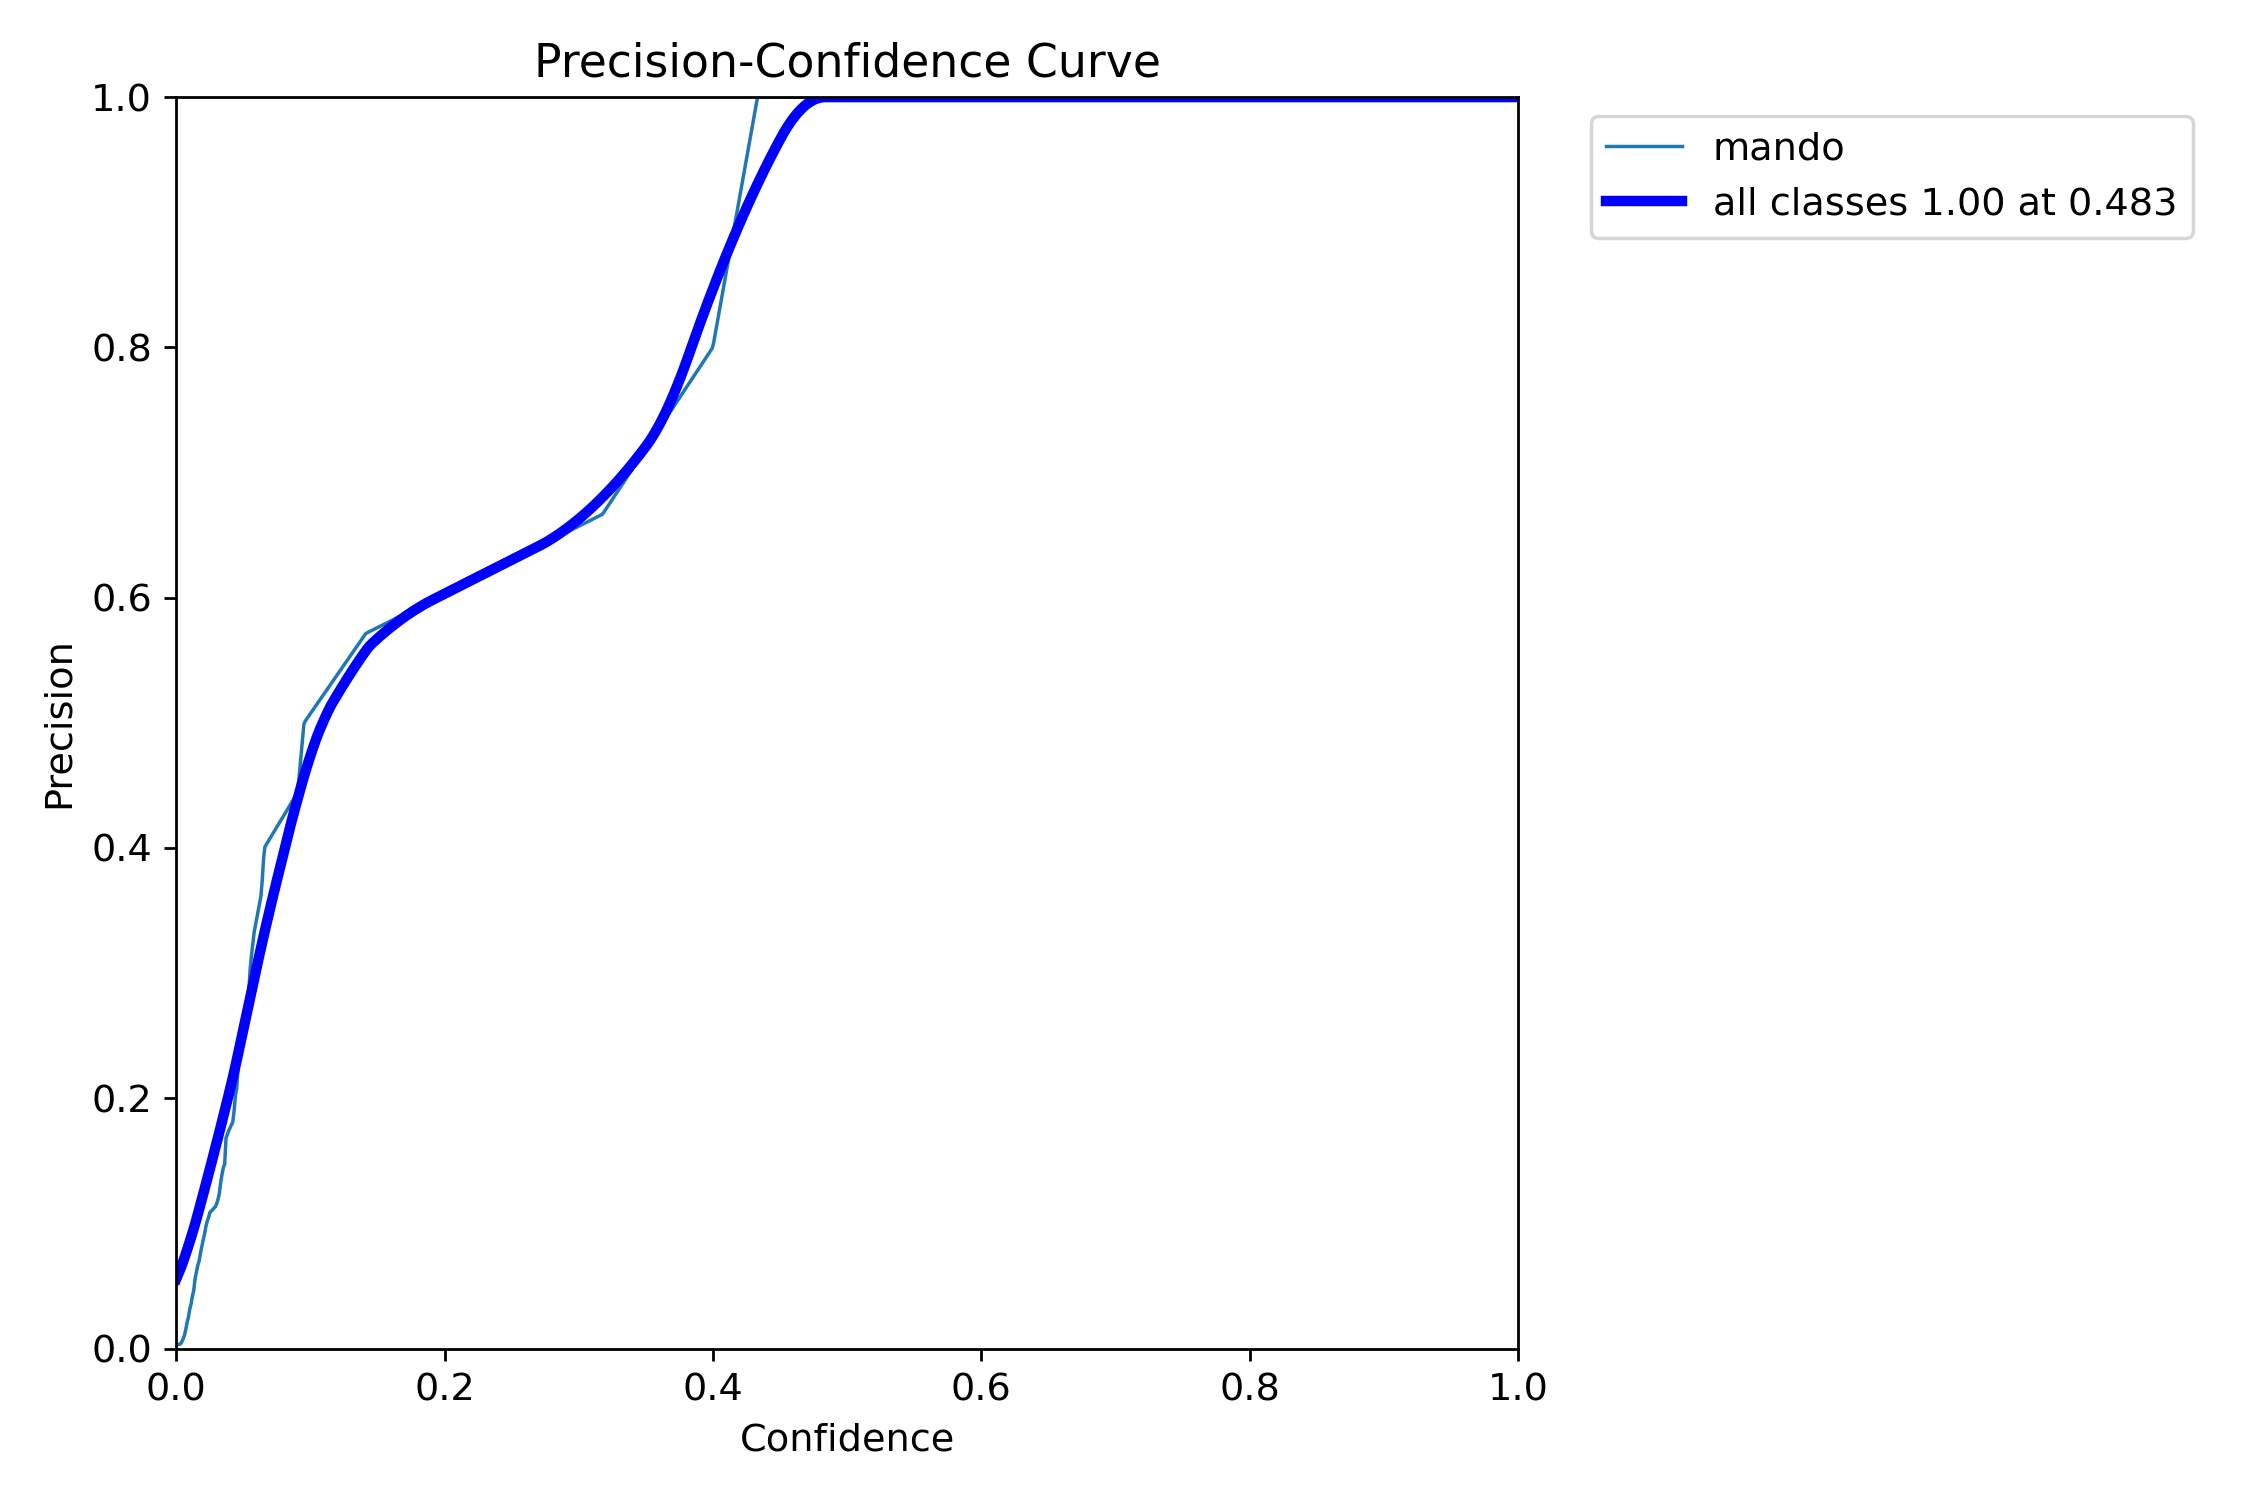 Precision-Confidence Curve
mando
all classes 1.00 at 0.483
Precision
1.0
0.8
0.6
0.4
0.2
0.0
0.0 0.2 0.4 0.6 0.8 1.0
Confidence